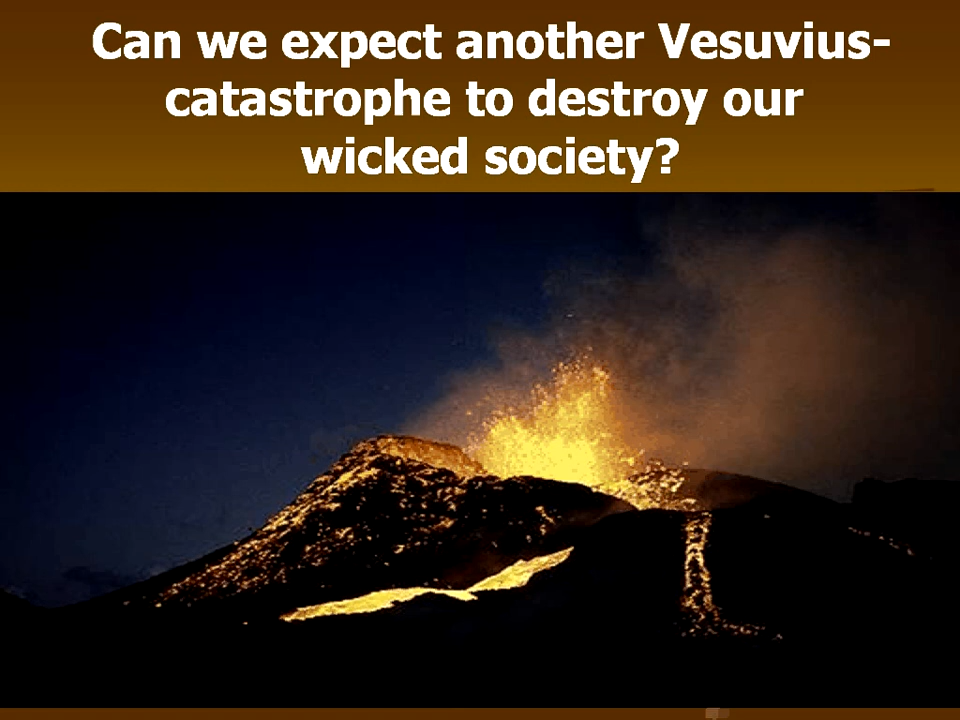 Can we expect another Vesuvius-
catastrophe to destroy our
wicked society?